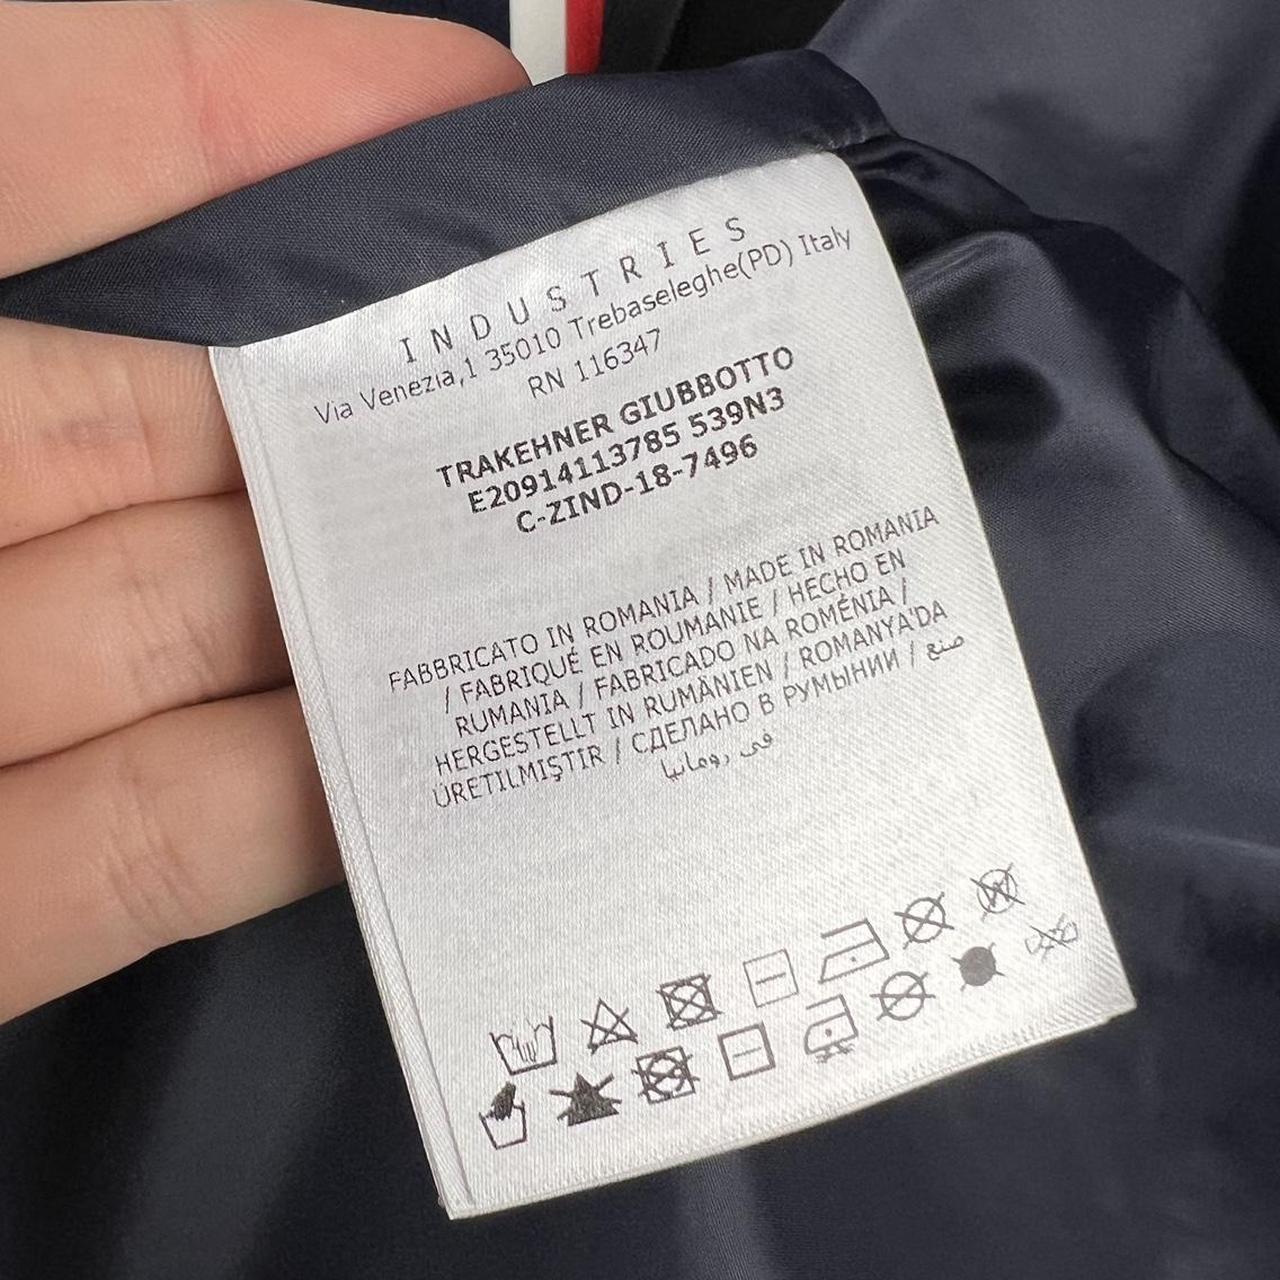 INDUSTRIES
Via Venezia,1 35010 Trebaseleghe(PD) Italy
RN 116347
TRAKEHNER GIUBBOTTO
E20914113785 539N3
C-ZIND-18-7496
FABBRICATO IN ROMANIA / MADE IN ROMANIA
/ FABRIQUÉ EN ROUMANIE / HECHO EN
RUMANIA / FABRICADO NA ROMÉNIA /
HERGESTELLT IN RUMÄNIEN / ROMANYA'DA
ÜRETILMIŞTIR / СДЕЛАНО В РУМЫНИИ / صنع
فى رومانيا